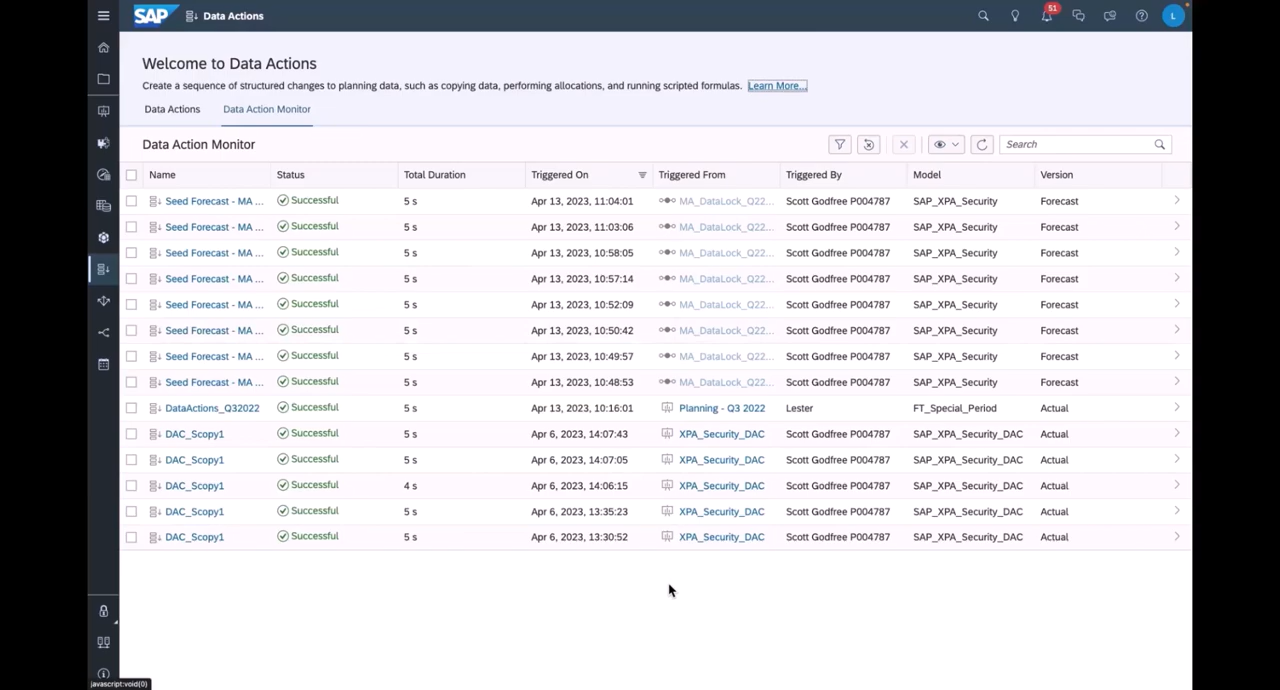 SAP Data Actions 51 L
Welcome to Data Actions
Create a sequence of structured changes to planning data, such as copying data, performing allocations, and running scripted formulas. Learn More...
Data Actions Data Action Monitor
Data Action Monitor Search
Name Status Total Duration Triggered On Triggered From Triggered By Model Version
Seed Forecast - MA ... Successful 5 s Apr 13, 2023, 11:04:01 MA_DataLock_Q22... Scott Godfree P004787 SAP_XPA_Security Forecast
Seed Forecast - MA ... Successful 5 s Apr 13, 2023, 11:03:06 MA_DataLock_Q22... Scott Godfree P004787 SAP_XPA_Security Forecast
Seed Forecast - MA ... Successful 5 s Apr 13, 2023, 10:58:05 MA_DataLock_Q22... Scott Godfree P004787 SAP_XPA_Security Forecast
Seed Forecast - MA ... Successful 5 s Apr 13, 2023, 10:57:14 MA_DataLock_Q22... Scott Godfree P004787 SAP_XPA_Security Forecast
Seed Forecast - MA ... Successful 5 s Apr 13, 2023, 10:52:09 MA_DataLock_Q22... Scott Godfree P004787 SAP_XPA_Security Forecast
Seed Forecast - MA ... Successful 5 s Apr 13, 2023, 10:50:42 MA_DataLock_Q22... Scott Godfree P004787 SAP_XPA_Security Forecast
Seed Forecast - MA ... Successful 5 s Apr 13, 2023, 10:49:57 MA_DataLock_Q22... Scott Godfree P004787 SAP_XPA_Security Forecast
Seed Forecast - MA ... Successful 5 s Apr 13, 2023, 10:48:53 MA_DataLock_Q22... Scott Godfree P004787 SAP_XPA_Security Forecast
DataActions_Q32022 Successful 5 s Apr 13, 2023, 10:16:01 Planning - Q3 2022 Lester FT_Special_Period Actual
DAC_Scopy1 Successful 5 s Apr 6, 2023, 14:07:43 XPA_Security_DAC Scott Godfree P004787 SAP_XPA_Security_DAC Actual
DAC_Scopy1 Successful 5 s Apr 6, 2023, 14:07:05 XPA_Security_DAC Scott Godfree P004787 SAP_XPA_Security_DAC Actual
DAC_Scopy1 Successful 4 s Apr 6, 2023, 14:06:15 XPA_Security_DAC Scott Godfree P004787 SAP_XPA_Security_DAC Actual
DAC_Scopy1 Successful 5 s Apr 6, 2023, 13:35:23 XPA_Security_DAC Scott Godfree P004787 SAP_XPA_Security_DAC Actual
DAC_Scopy1 Successful 5 s Apr 6, 2023, 13:30:52 XPA_Security_DAC Scott Godfree P004787 SAP_XPA_Security_DAC Actual
javascript:void(0)